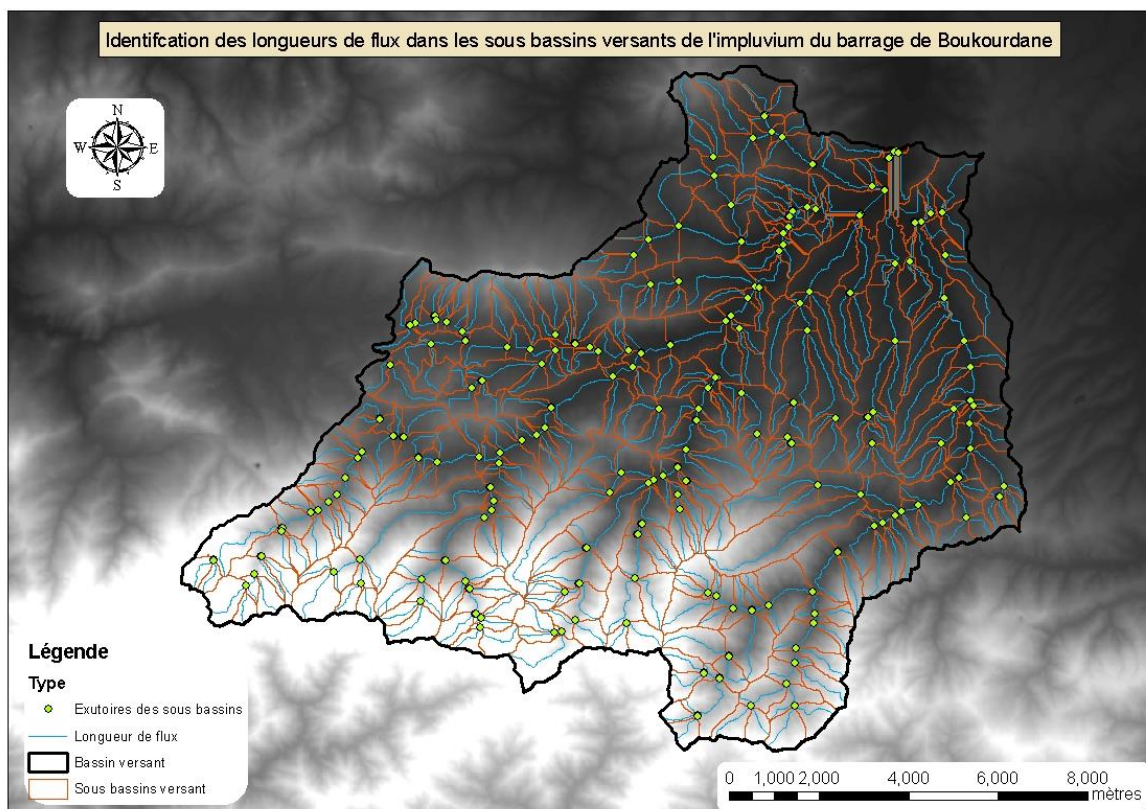 Identifcation des longueurs de flux dans les sous bassins versants de l'impluvium du barrage de Boukourdane
N
W E
S
Légende
Type
Exutoires des sous bassins
Longueur de flux
Bassin versant
Sous bassins versant
0 1,000 2,000 4,000 6,000 8,000
mètres